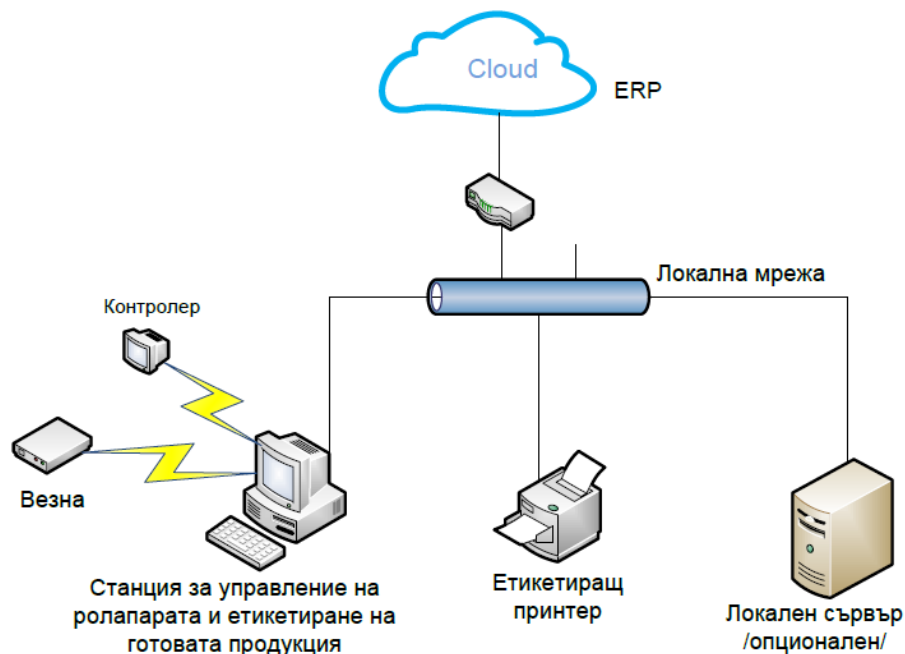 Cloud
ERP
Локална мрежа
Контролер
Везна
Станция за управление на
ролапарата и етикетиране на
готовата продукция
Етикетиращ
принтер
Локален сървър
/опционален/